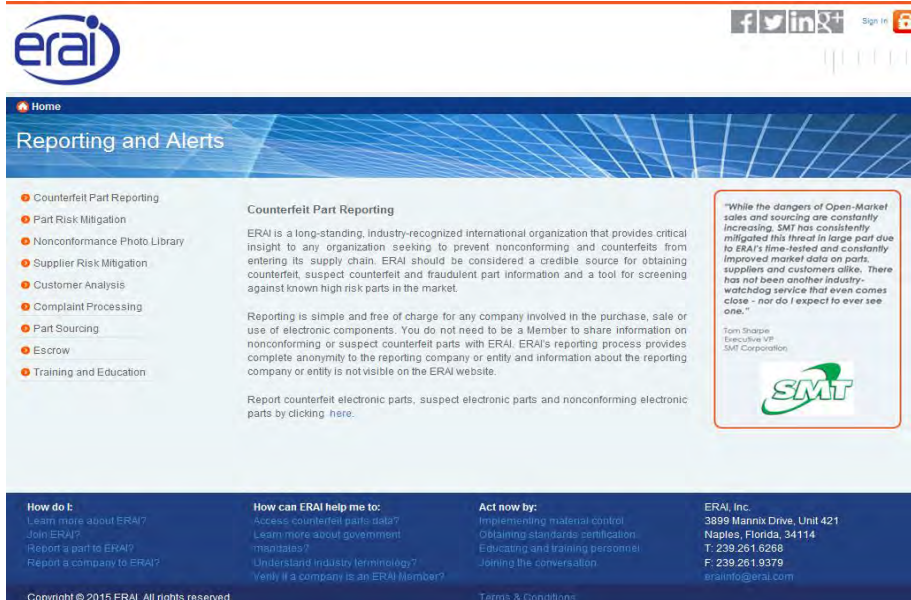 erai
f in g+ Sign In
Home
Reporting and Alerts
Counterfeit Part Reporting
Part Risk Mitigation
Nonconformance Photo Library
Supplier Risk Mitigation
Customer Analysis
Complaint Processing
Part Sourcing
Escrow
Training and Education
Counterfeit Part Reporting
ERAI is a long-standing, industry-recognized international organization that provides critical
insight to any organization seeking to prevent nonconforming and counterfeits from
entering its supply chain. ERAI should be considered a credible source for obtaining
counterfeit, suspect counterfeit and fraudulent part information and a tool for screening
against known high risk parts in the market.
Reporting is simple and free of charge for any company involved in the purchase, sale or
use of electronic components. You do not need to be a Member to share information on
nonconforming or suspect counterfeit parts with ERAI. ERAI's reporting process provides
complete anonymity to the reporting company or entity and information about the reporting
company or entity is not visible on the ERAI website.
Report counterfeit electronic parts, suspect electronic parts and nonconforming electronic
parts by clicking here.
"While the dangers of Open-Market
sales and sourcing are constantly
increasing, SMT has consistently
mitigated this threat in large part due
to ERAI's time-tested and constantly
improved market data on parts,
suppliers and customers alike. There
has not been another industry-
watchdog service that even comes
close - nor do I expect to ever see
one."
Tom Sharpe
Executive VP
SMT Corporation
SMT
How do I:
Learn more about ERAI?
Join ERAI?
Report a part to ERAI?
Report a company to ERAI?
How can ERAI help me to:
Access counterfeit parts data?
Learn more about government
mandates?
Understand industry terminology?
Verify if a company is an ERAI Member?
Act now by:
Implementing material control
Obtaining standards certification
Educating and training personnel
Joining the conversation
ERAI, Inc.
3899 Mannix Drive, Unit 421
Naples, Florida, 34114
T: 239.261.6268
F: 239.261.9379
eraiinfo@erai.com
Copyright © 2015 ERAI. All rights reserved.
Terms & Conditions